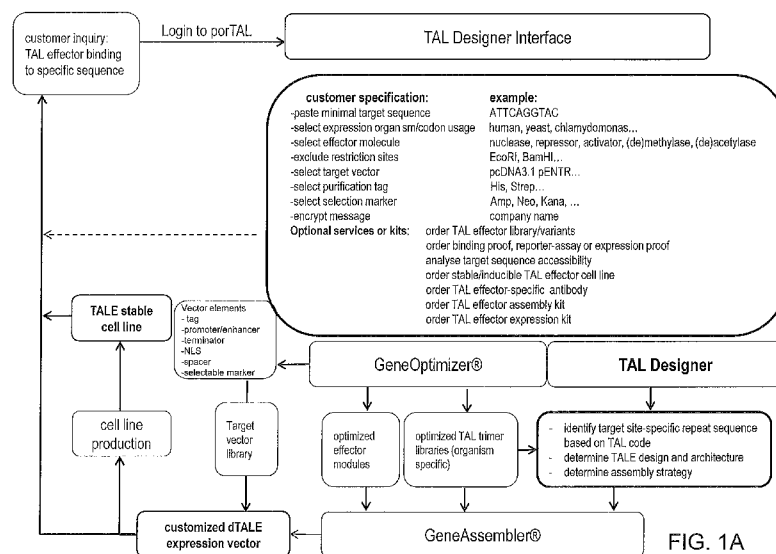 customer inquiry:
TAL effector binding
to specific sequence
Login to porTAL
TAL Designer Interface
customer specification: example:
-paste minimal target sequence ATTCAGGTAC
-select expression organ sm/codon usage human, yeast, chlamydomonas...
-select effector molecule nuclease, repressor, activator, (de)methylase, (de)acetylase
-exclude restriction sites EcoRI, BamHI...
-select target vector pcDNA3.1 pENTR...
-select purification tag His, Strep...
-select selection marker Amp, Neo, Kana, ...
-encrypt message company name
Optional services or kits: order TAL effector library/variants
order binding proof, reporter-assay or expression proof
analyse target sequence accessibility
order stable/inducible TAL effector cell line
order TAL effector-specific antibody
order TAL effector assembly kit
order TAL effector expression kit
TALE stable
cell line
Vector elements
- tag
-promoter/enhancer
-terminator
-NLS
-spacer
-selectable marker
GeneOptimizer®
TAL Designer
cell line
production
Target
vector
library
optimized
effector
modules
optimized TAL trimer
libraries (organism
specific)
- identify target site-specific repeat sequence
based on TAL code
- determine TALE design and architecture
- determine assembly strategy
customized dTALE
expression vector
GeneAssembler®
FIG. 1A